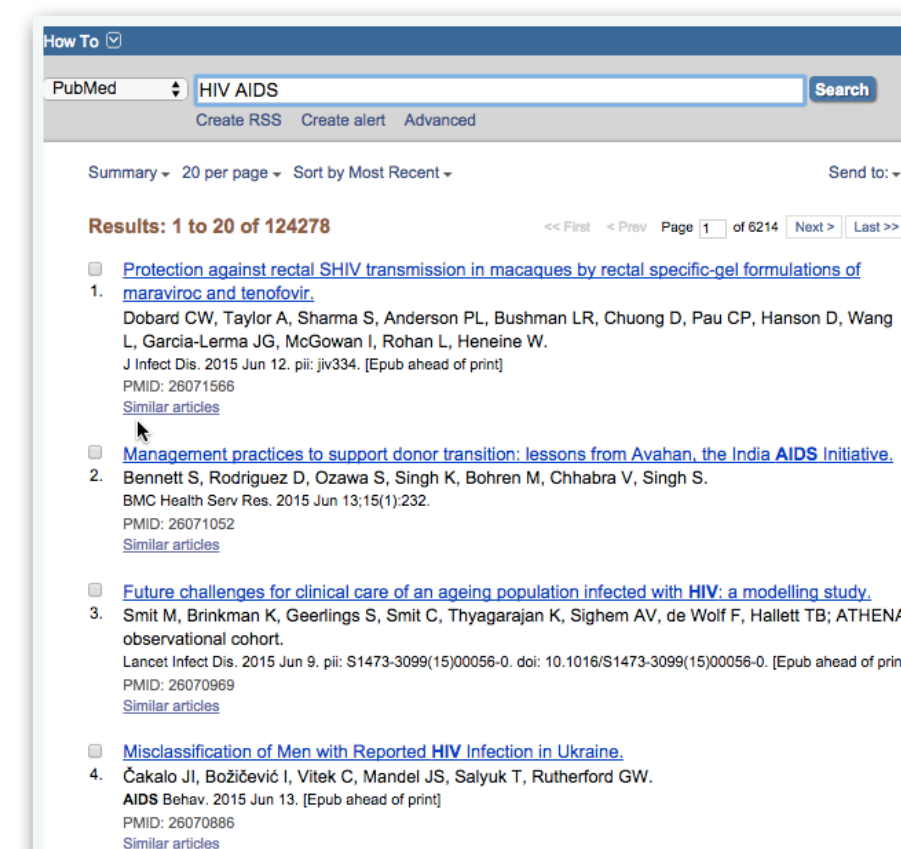 How To
PubMed HIV AIDS Search
Create RSS Create alert Advanced
Summary 20 per page Sort by Most Recent Send to:
Results: 1 to 20 of 124278 << First < Prev Page 1 of 6214 Next > Last >>
Protection against rectal SHIV transmission in macaques by rectal specific-gel formulations of
1. maraviroc and tenofovir.
Dobard CW, Taylor A, Sharma S, Anderson PL, Bushman LR, Chuong D, Pau CP, Hanson D, Wang
L, Garcia-Lerma JG, McGowan I, Rohan L, Heneine W.
J Infect Dis. 2015 Jun 12. pii: jiv334. [Epub ahead of print]
PMID: 26071566
Similar articles
Management practices to support donor transition: lessons from Avahan, the India AIDS Initiative.
2. Bennett S, Rodriguez D, Ozawa S, Singh K, Bohren M, Chhabra V, Singh S.
BMC Health Serv Res. 2015 Jun 13;15(1):232.
PMID: 26071052
Similar articles
Future challenges for clinical care of an ageing population infected with HIV: a modelling study.
3. Smit M, Brinkman K, Geerlings S, Smit C, Thyagarajan K, Sighem AV, de Wolf F, Hallett TB; ATHENA
observational cohort.
Lancet Infect Dis. 2015 Jun 9. pii: S1473-3099(15)00056-0. doi: 10.1016/S1473-3099(15)00056-0. [Epub ahead of prin
PMID: 26070969
Similar articles
Misclassification of Men with Reported HIV Infection in Ukraine.
4. Čakalo JI, Božičević I, Vitek C, Mandel JS, Salyuk T, Rutherford GW.
AIDS Behav. 2015 Jun 13. [Epub ahead of print]
PMID: 26070886
Similar articles